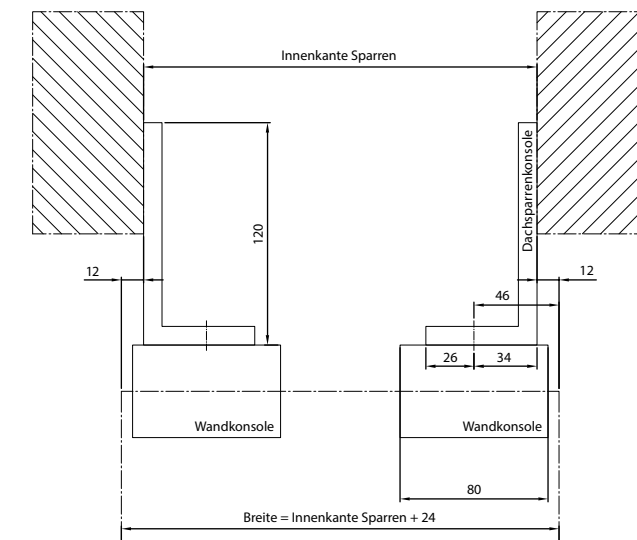 Innenkante Sparren
Dachsparrenkonsole
120
12
12
46
26
34
Wandkonsole
Wandkonsole
80
Breite = Innenkante Sparren + 24